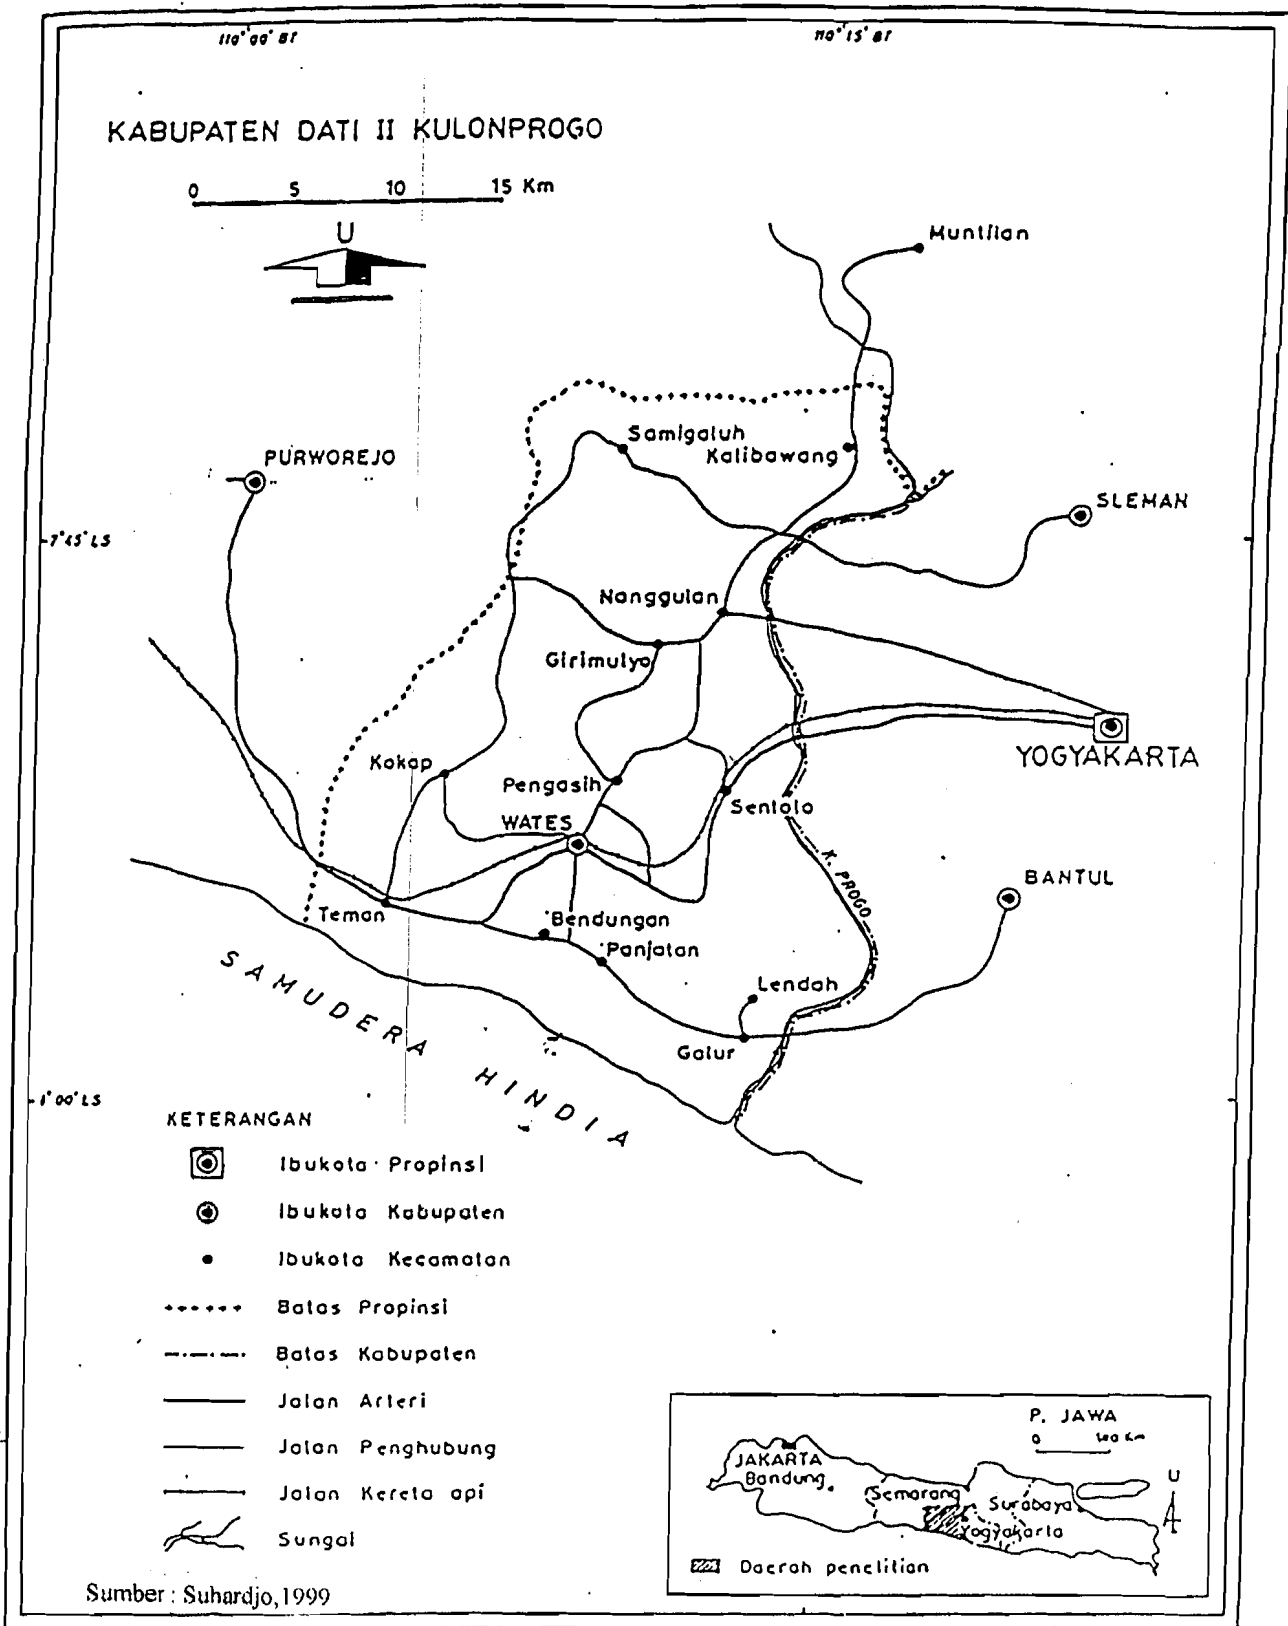 110° 00' BT
110° 15' BT
KABUPATEN DATI II KULONPROGO
0 5 10 15 Km
U
Muntilan
Samigaluh
Kalibawang
PURWOREJO
SLEMAN
7°45' LS
Nanggulan
Girimulyo
YOGYAKARTA
Kokap
Pengasih
Sentolo
WATES
K. PROGO
BANTUL
Teman
Bendungan
Panjatan
Lendah
Galur
SAMUDERA HINDIA
00' LS
KETERANGAN
Ibukota Propinsi
Ibukota Kabupaten
Ibukota Kecamatan
Batas Propinsi
Batas Kabupaten
Jalan Arteri
Jalan Penghubung
Jalan Kereta api
Sungai
P. JAWA
0 100 Km
JAKARTA
Bandung
Semarang
Surabaya
Yogyakarta
U
Daerah penelitian
Sumber : Suhardjo, 1999